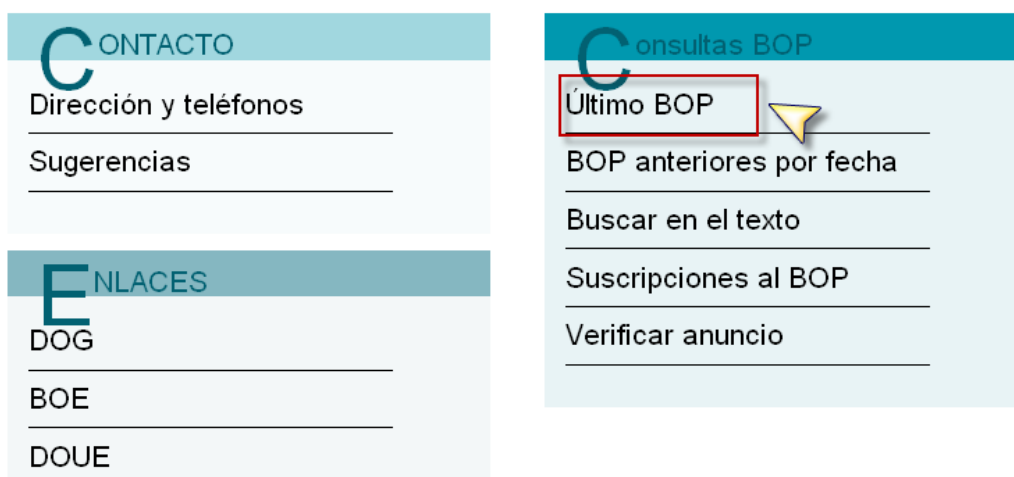 CONTACTO
Dirección y teléfonos
Sugerencias
ENLACES
DOG
BOE
DOUE
Consultas BOP
Último BOP
BOP anteriores por fecha
Buscar en el texto
Suscripciones al BOP
Verificar anuncio